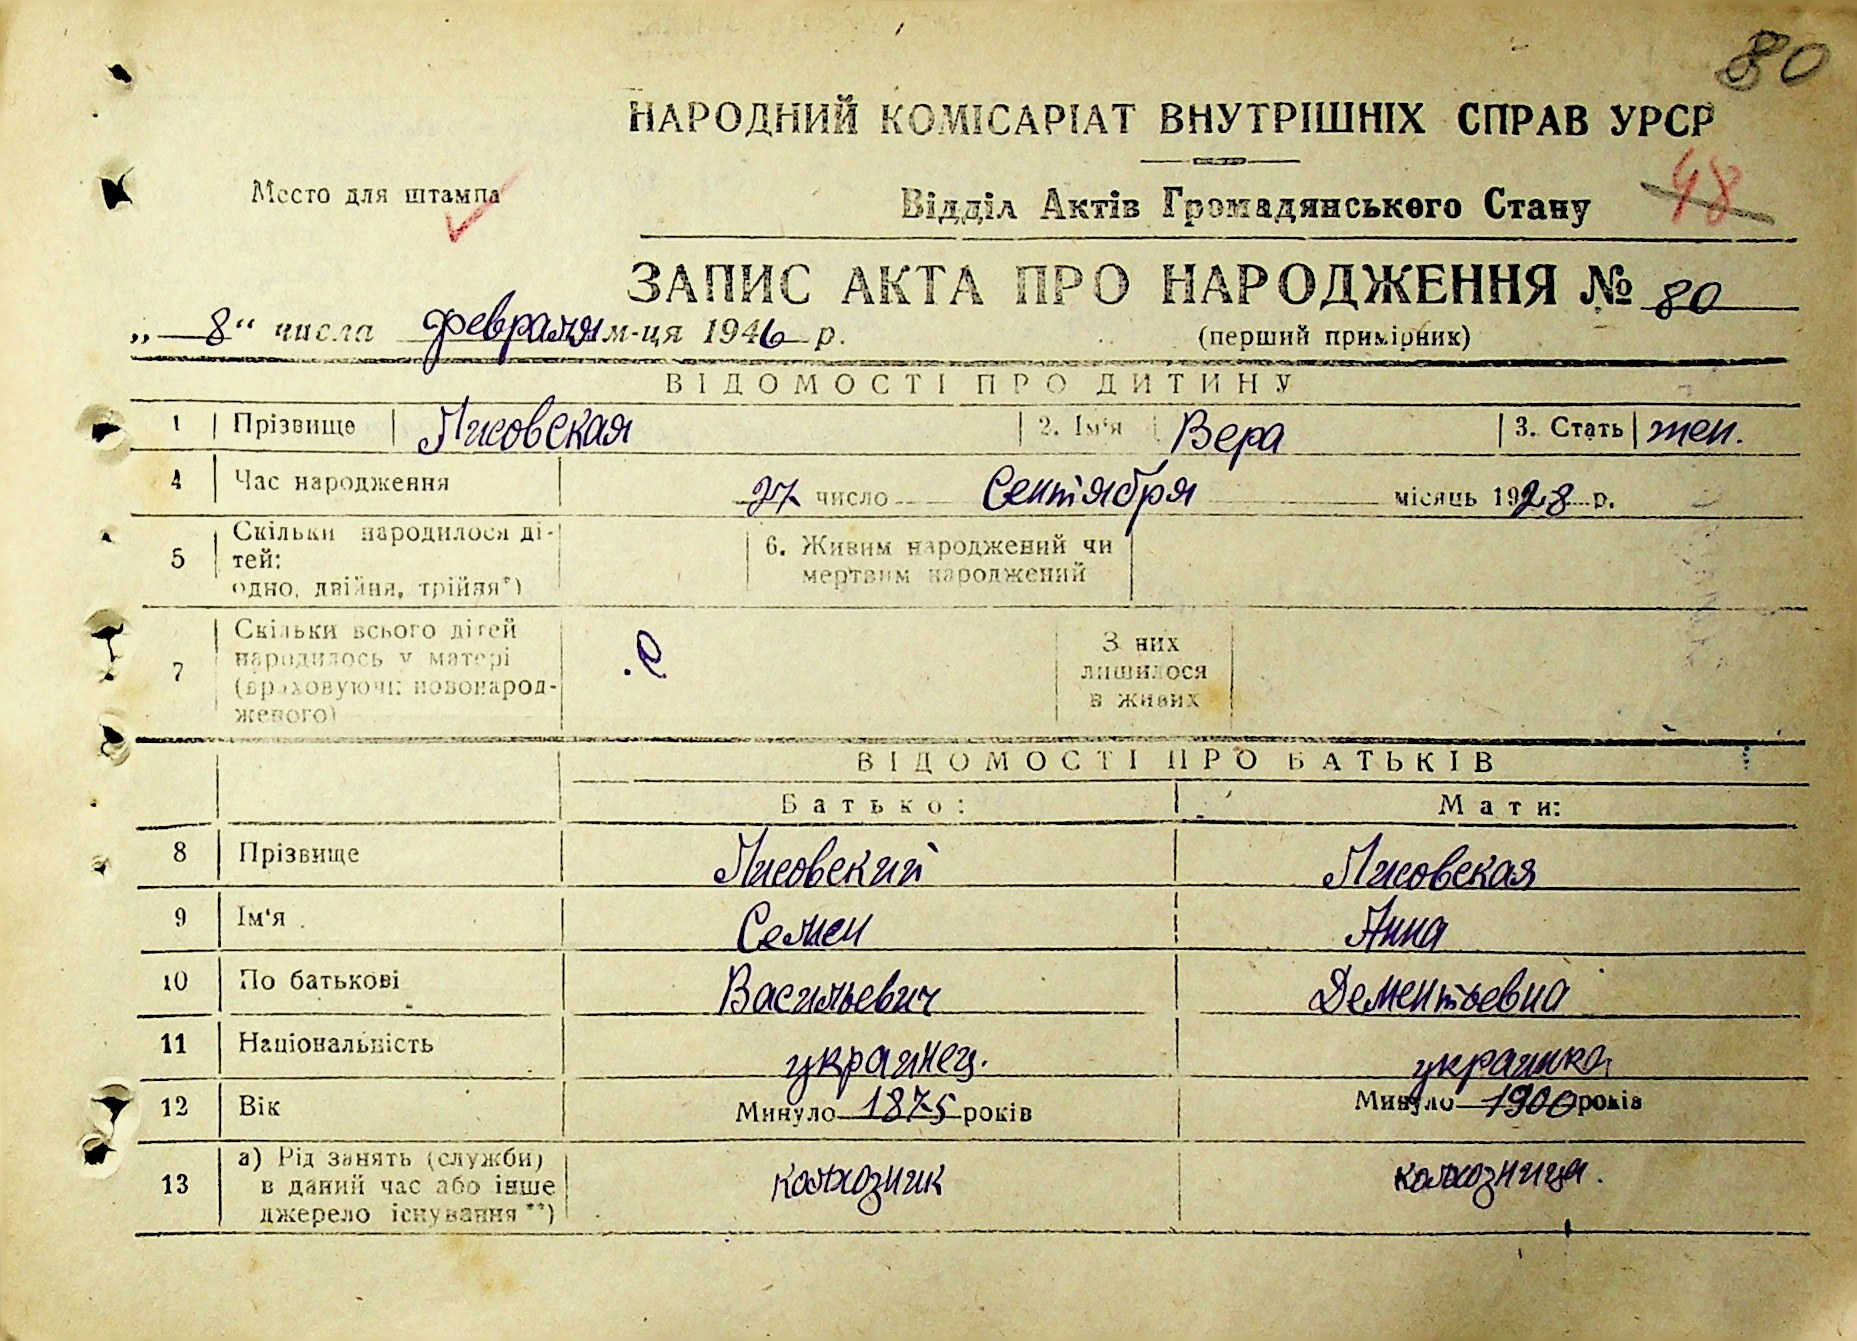 80
НАРОДНИЙ КОМІСАРІАТ ВНУТРІШНІХ СПРАВ УРСР
Место для штампа
Відділ Актів Громадянського Стану 48
ЗАПИС АКТА ПРО НАРОДЖЕННЯ № 80
„ 8 “ числа февраля м-ця 1946 р. (перший примірник)
ВІДОМОСТІ ПРО ДИТИНУ
1 Прізвище Лисовская 2. Ім'я Вера 3. Стать жен.
4 Час народження 27 число Сентября місяць 1928 р.
5 Скільки народилося ді-
тей:
одно, двійня, трійня*)
6. Живим народжений чи
мертвим народжений
7 Скільки всього дітей
народилось у матері
(враховуючи новонарод-
женого)
З них
лишилося
в живих
ВІДОМОСТІ ПРО БАТЬКІВ
Батько: Мати:
8 Прізвище Лисовский Лисовская
9 Ім'я Семен Анна
10 По батькові Васильевич Дементьевна
11 Національність украинец. украинка
12 Вік Минуло 1875 років Минуло 1900 років
13 а) Рід занять (служби)
в даний час або інше
джерело існування**)
колхозник колхозница.